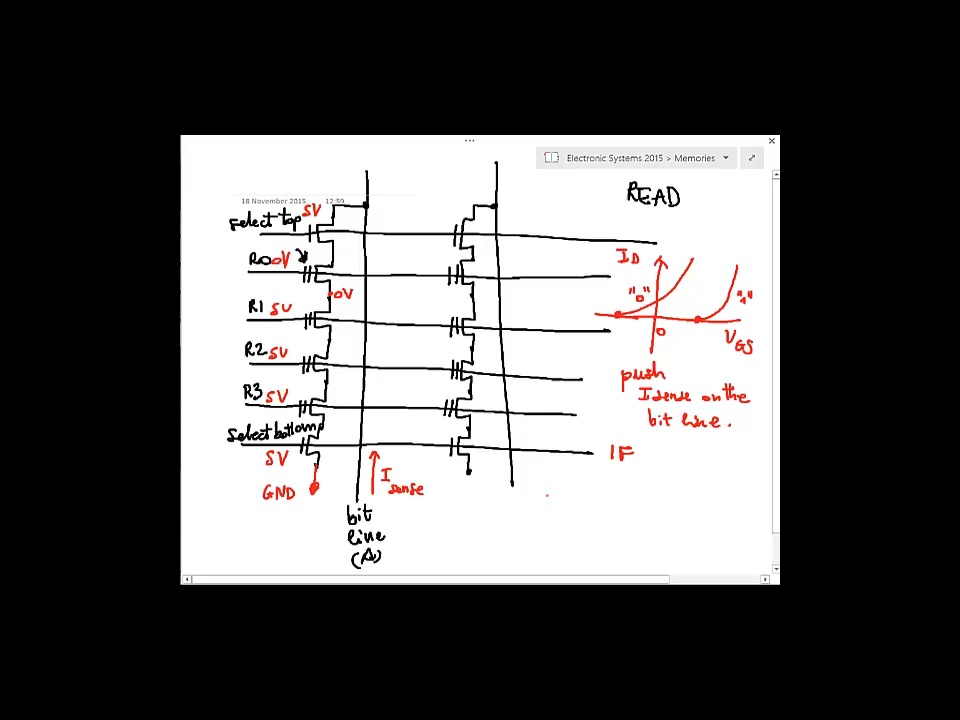 Electronic Systems 2015 > Memories
READ
18 November 2015 12:59
Select top 5V
R0 0V
0V
R1 5V
R2 5V
R3 5V
Select bottom
5V
GND
I sense
bit
line
(A)
ID
"0"
"1"
0
VGS
push
Isense on the
bit line.
IF